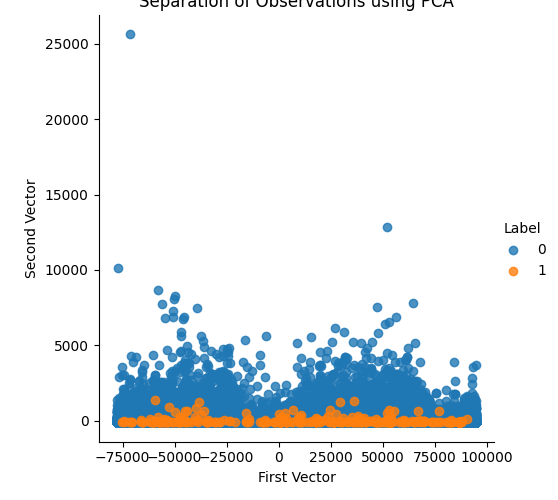 Separation of Observations using PCA
25000
20000
15000
10000
5000
0
Second Vector
−75000 −50000 −25000 0 25000 50000 75000 100000
First Vector
Label
0
1